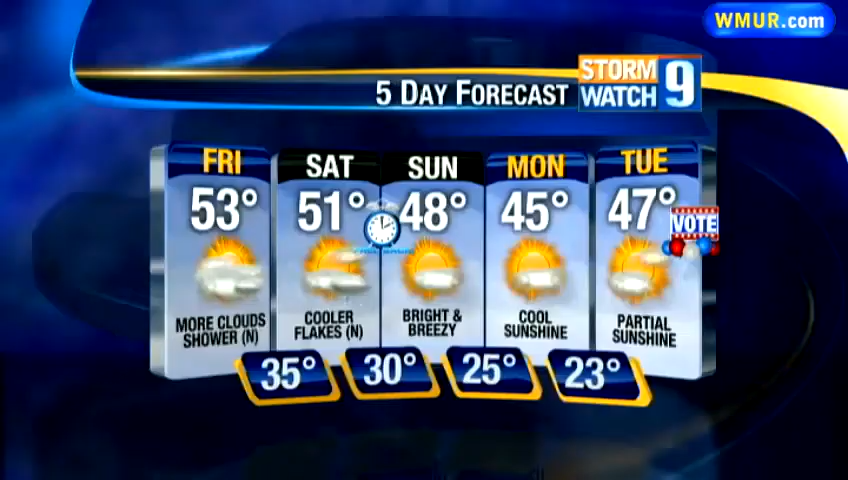 WMUR.com
5 DAY FORECAST
STORM
WATCH 9
FRI
SAT
SUN
MON
TUE
53°
51°
48°
45°
47°
VOTE
MORE CLOUDS
SHOWER (N)
COOLER
FLAKES (N)
BRIGHT &
BREEZY
COOL
SUNSHINE
PARTIAL
SUNSHINE
35°
30°
25°
23°